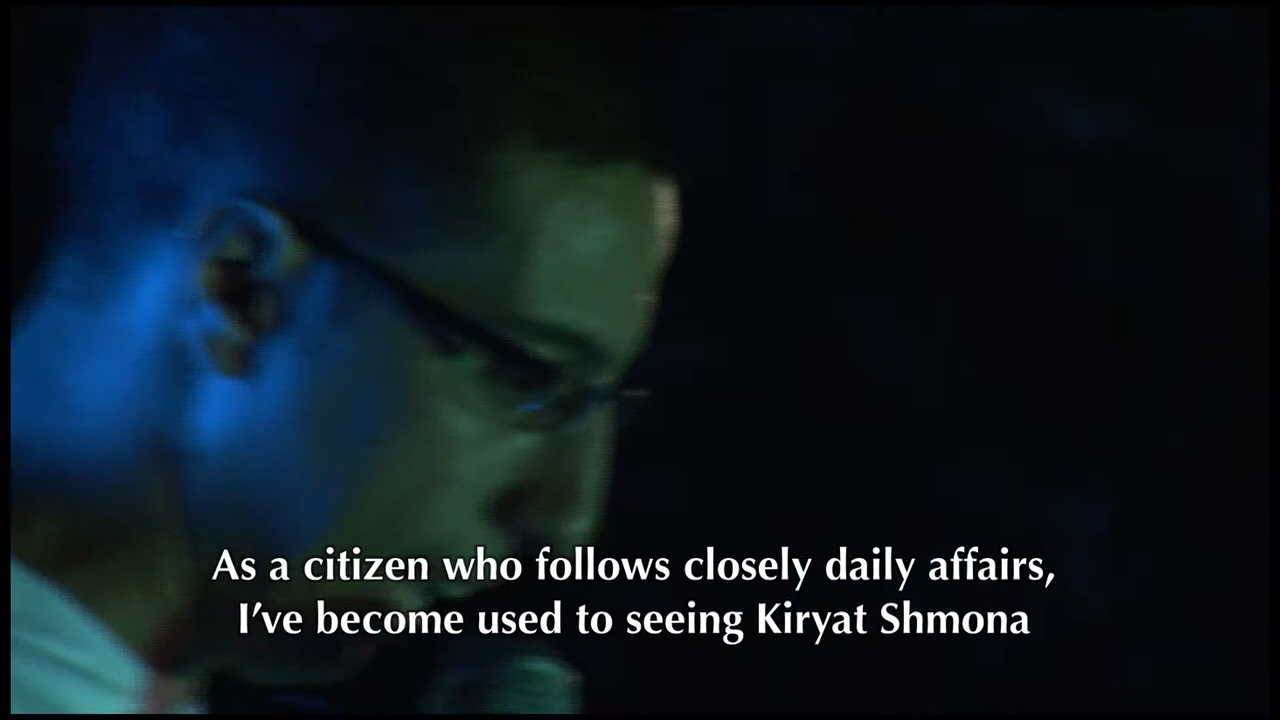 As a citizen who follows closely daily affairs,
I've become used to seeing Kiryat Shmona